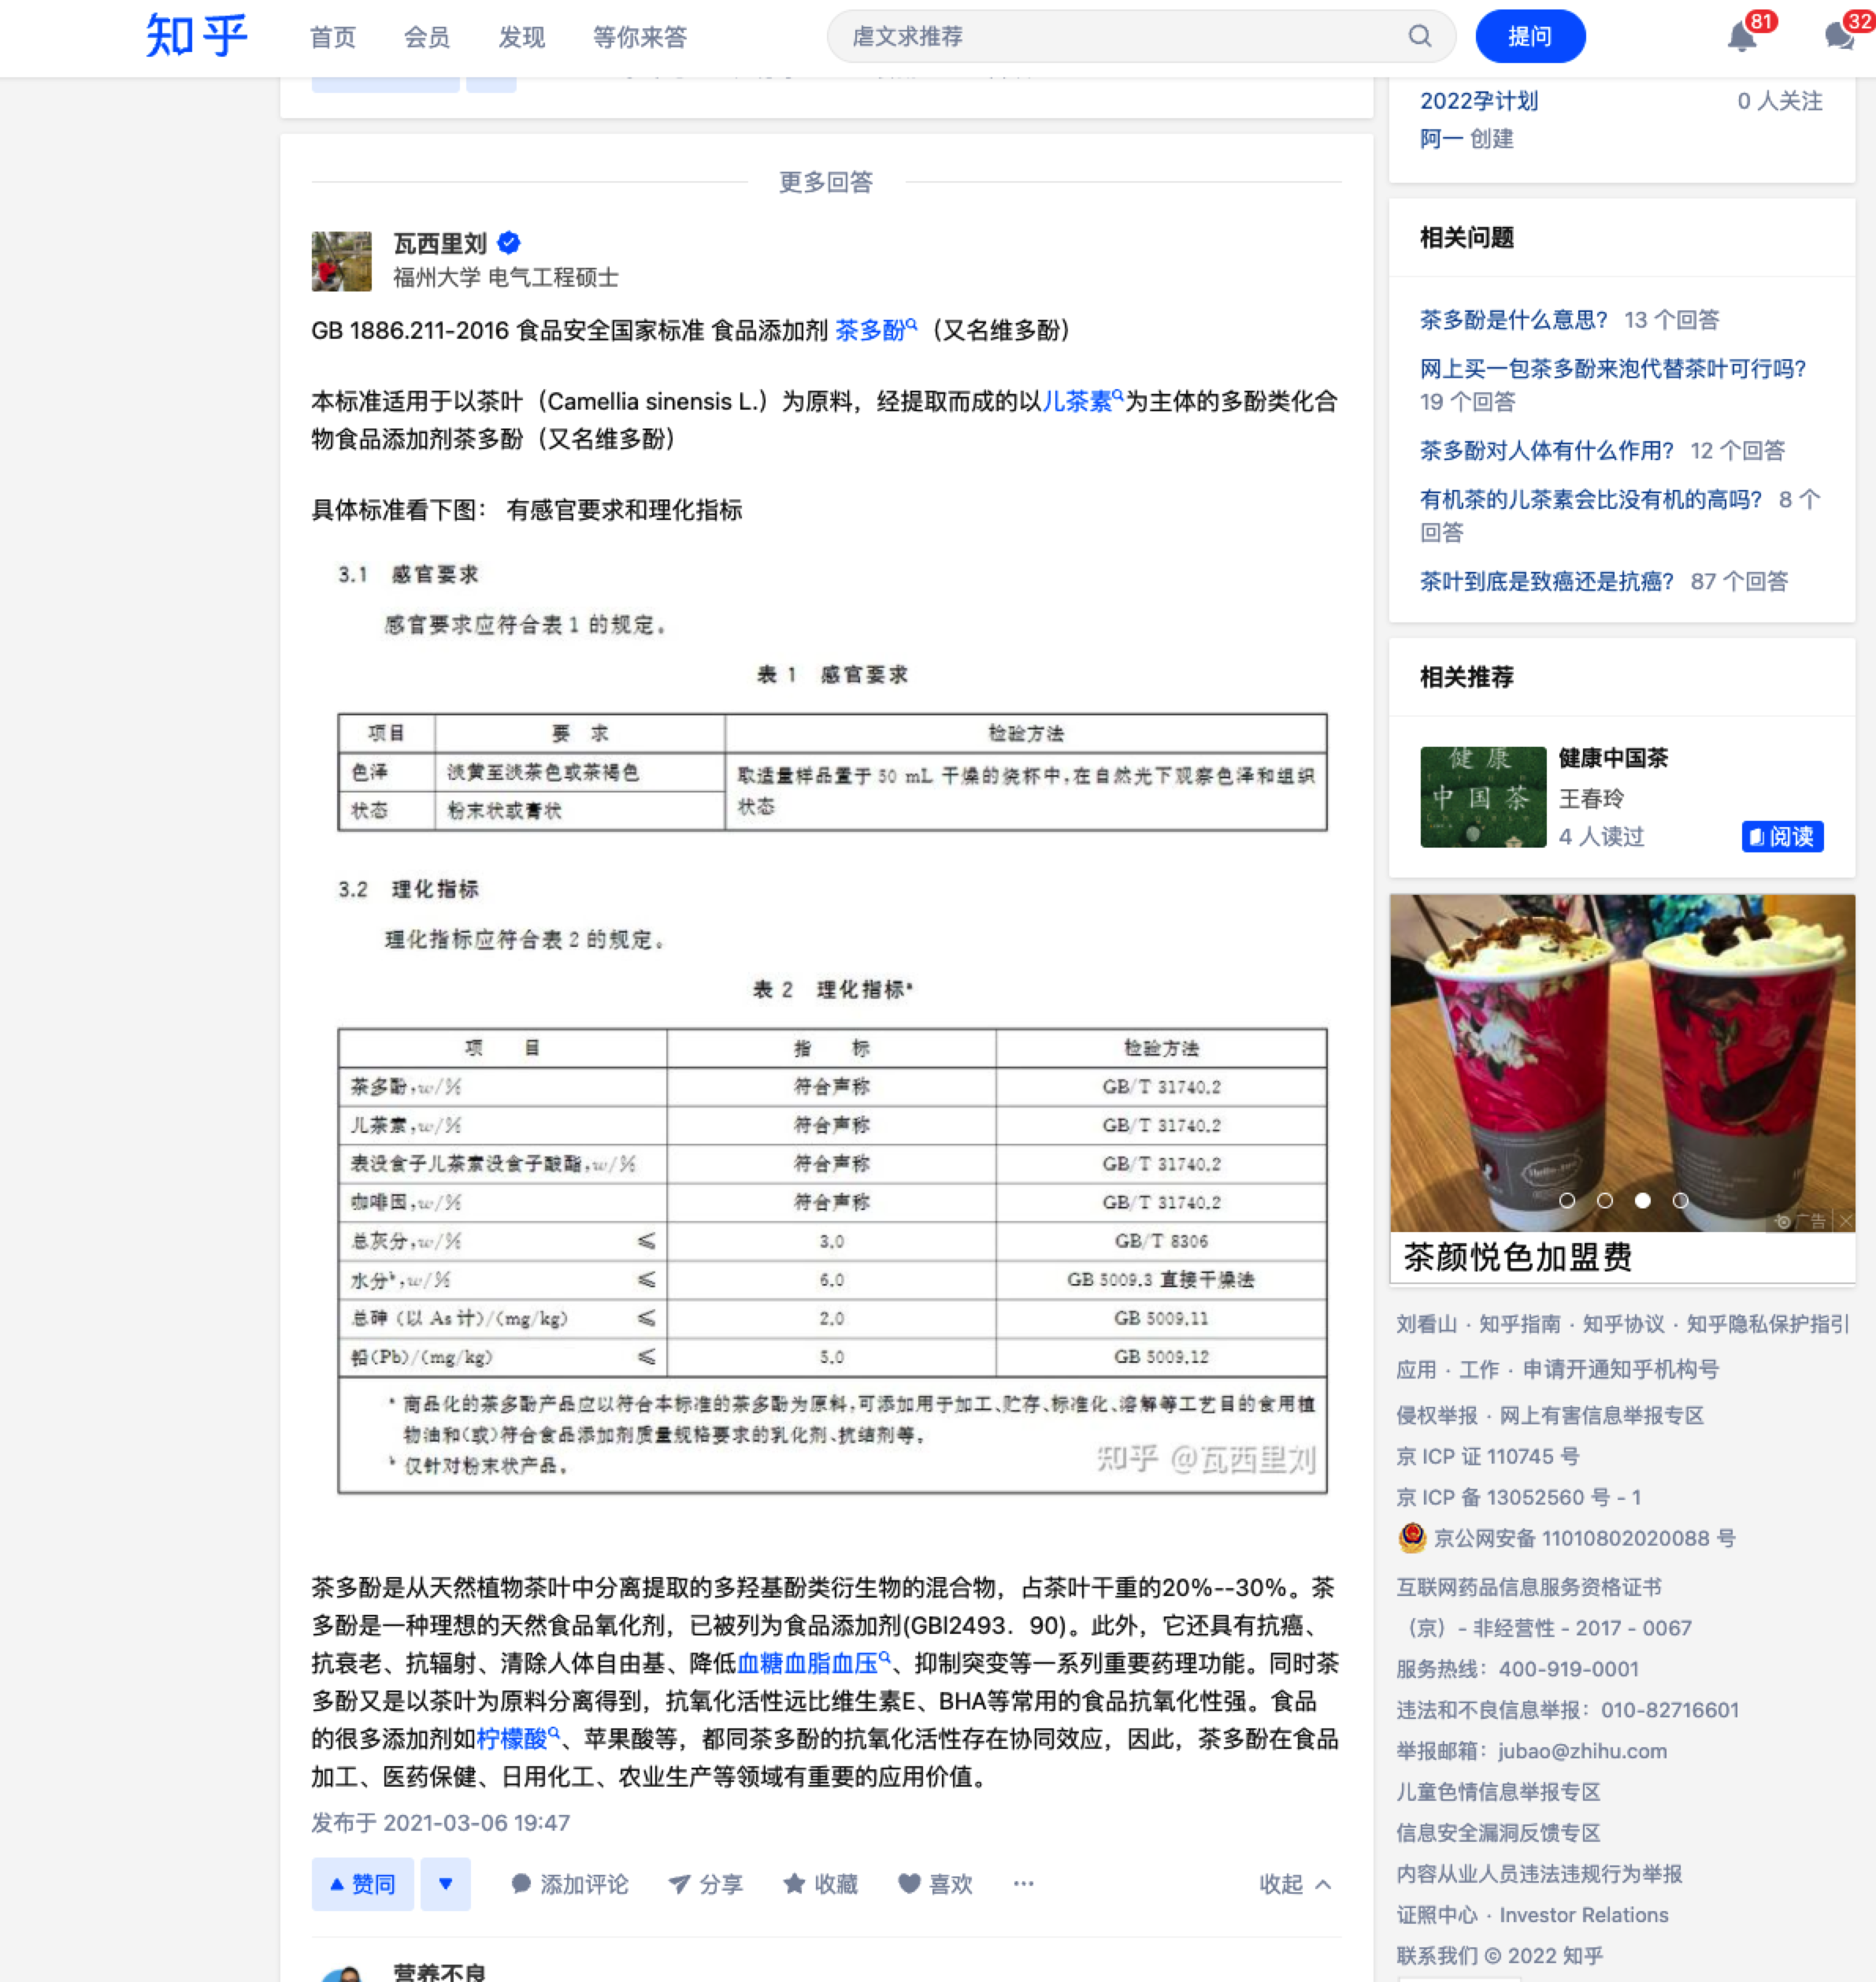 知乎
首页 会员 发现 等你来答
虐文求推荐
提问
81
32
更多回答
瓦西里刘
福州大学 电气工程硕士
GB 1886.211-2016 食品安全国家标准 食品添加剂 茶多酚（又名维多酚）
本标准适用于以茶叶（Camellia sinensis L.）为原料，经提取而成的以儿茶素为主体的多酚类化合
物食品添加剂茶多酚（又名维多酚）
具体标准看下图： 有感官要求和理化指标
3.1 感官要求
感官要求应符合表 1 的规定。
表 1 感官要求
项目 要 求 检验方法
色泽 淡黄至淡茶色或茶褐色 取适量样品置于 50 mL 干燥的烧杯中,在自然光下观察色泽和组织
状态 粉末状或膏状 状态
3.2 理化指标
理化指标应符合表 2 的规定。
表 2 理化指标a
项 目 指 标 检验方法
茶多酚,w/% 符合声称 GB/T 31740.2
儿茶素,w/% 符合声称 GB/T 31740.2
表没食子儿茶素没食子酸酯,w/% 符合声称 GB/T 31740.2
咖啡因,w/% 符合声称 GB/T 31740.2
总灰分,w/% ≤ 3.0 GB/T 8306
水分b,w/% ≤ 6.0 GB 5009.3 直接干燥法
总砷（以 As 计)/(mg/kg) ≤ 2.0 GB 5009.11
铅(Pb)/(mg/kg) ≤ 5.0 GB 5009.12
a 商品化的茶多酚产品应以符合本标准的茶多酚为原料,可添加用于加工、贮存、标准化、溶解等工艺目的食用植
物油和(或)符合食品添加剂质量规格要求的乳化剂、抗结剂等。
b 仅针对粉末状产品。
知乎 @瓦西里刘
茶多酚是从天然植物茶叶中分离提取的多羟基酚类衍生物的混合物，占茶叶干重的20%--30%。茶
多酚是一种理想的天然食品氧化剂，已被列为食品添加剂(GBl2493．90)。此外，它还具有抗癌、
抗衰老、抗辐射、清除人体自由基、降低血糖血脂血压、抑制突变等一系列重要药理功能。同时茶
多酚又是以茶叶为原料分离得到，抗氧化活性远比维生素E、BHA等常用的食品抗氧化性强。食品
的很多添加剂如柠檬酸、苹果酸等，都同茶多酚的抗氧化活性存在协同效应，因此，茶多酚在食品
加工、医药保健、日用化工、农业生产等领域有重要的应用价值。
发布于 2021-03-06 19:47
赞同 添加评论 分享 收藏 喜欢 ··· 收起
营养不良
2022孕计划 0 人关注
阿一 创建
相关问题
茶多酚是什么意思? 13 个回答
网上买一包茶多酚来泡代替茶叶可行吗?
19 个回答
茶多酚对人体有什么作用? 12 个回答
有机茶的儿茶素会比没有机的高吗? 8 个
回答
茶叶到底是致癌还是抗癌? 87 个回答
相关推荐
健康
中国茶
健康中国茶
王春玲
4 人读过
阅读
广告
茶颜悦色加盟费
刘看山 · 知乎指南 · 知乎协议 · 知乎隐私保护指引
应用 · 工作 · 申请开通知乎机构号
侵权举报 · 网上有害信息举报专区
京 ICP 证 110745 号
京 ICP 备 13052560 号 - 1
京公网安备 11010802020088 号
互联网药品信息服务资格证书
（京）- 非经营性 - 2017 - 0067
服务热线：400-919-0001
违法和不良信息举报：010-82716601
举报邮箱：jubao@zhihu.com
儿童色情信息举报专区
信息安全漏洞反馈专区
内容从业人员违法违规行为举报
证照中心 · Investor Relations
联系我们 © 2022 知乎